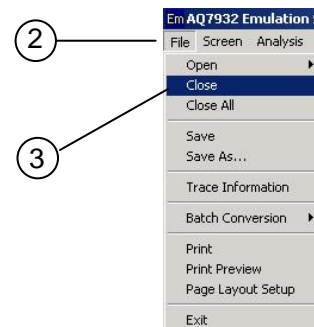 Em AQ7932 Emulation
② File Screen Analysis
Open
③ Close
Close All
Save
Save As...
Trace Information
Batch Conversion
Print
Print Preview
Page Layout Setup
Exit